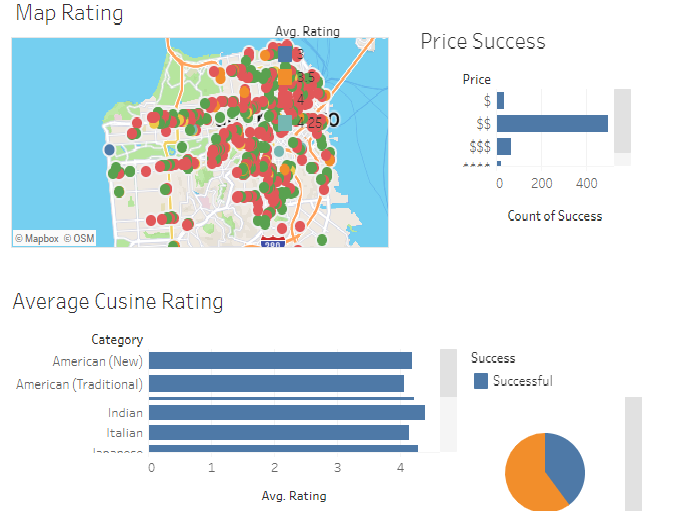 Map Rating
Avg. Rating
3
3.5
4
4.25
Price Success
Price
$
$$
$$$
0 200 400
Count of Success
280
© Mapbox © OSM
Average Cusine Rating
Category
American (New)
American (Traditional)
Indian
Italian
Japanese
0 1 2 3 4
Avg. Rating
Success
Successful